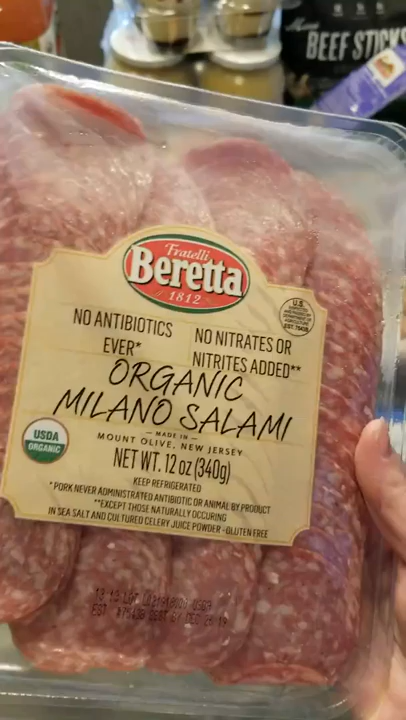 BEEF STICKS
Fratelli
Beretta
1812
NO ANTIBIOTICS
EVER*
NO NITRATES OR
NITRITES ADDED**
ORGANIC
MILANO SALAMI
MADE IN
MOUNT OLIVE, NEW JERSEY
USDA
ORGANIC
NET WT. 12 oz (340g)
KEEP REFRIGERATED
* PORK NEVER ADMINISTRATED ANTIBIOTIC OR ANIMAL BY PRODUCT
**EXCEPT THOSE NATURALLY OCCURING
IN SEA SALT AND CULTURED CELERY JUICE POWDER - GLUTEN FREE